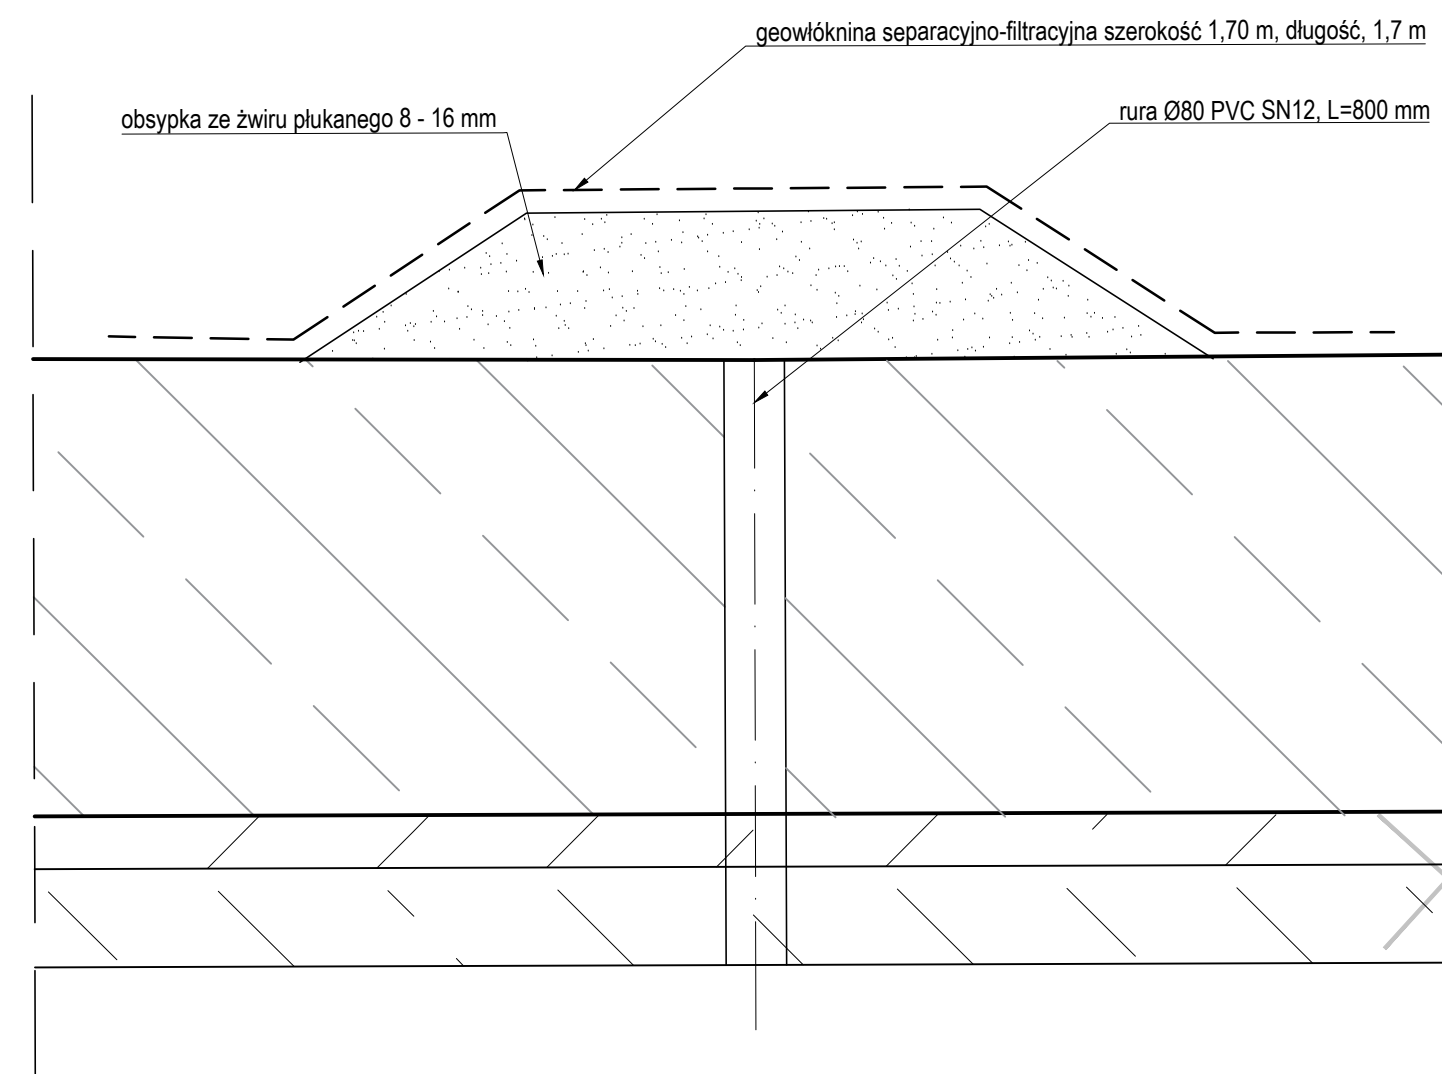 geowłóknina separacyjno-filtracyjna szerokość 1,70 m, długość, 1,7 m
obsypka ze żwiru płukanego 8 - 16 mm
rura Ø80 PVC SN12, L=800 mm